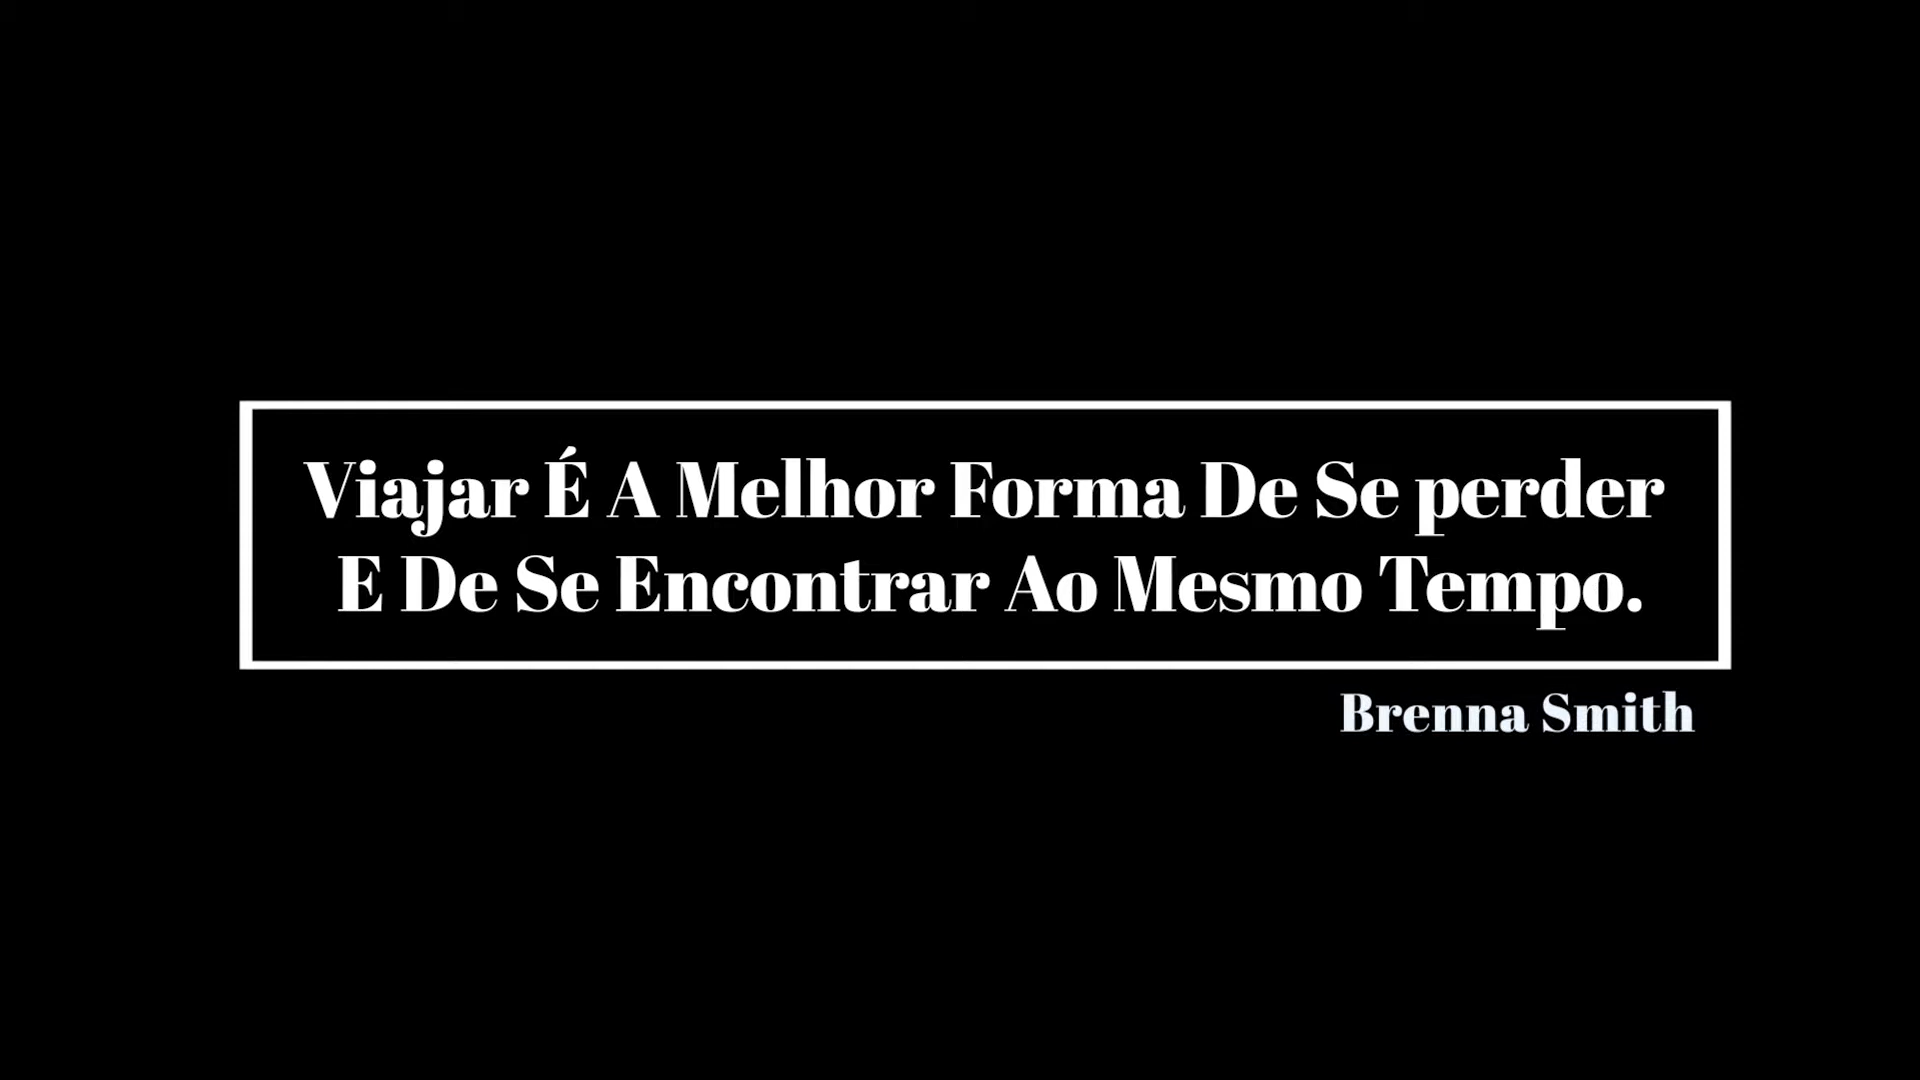 Viajar É A Melhor Forma De Se perder
E De Se Encontrar Ao Mesmo Tempo.
Brenna Smith